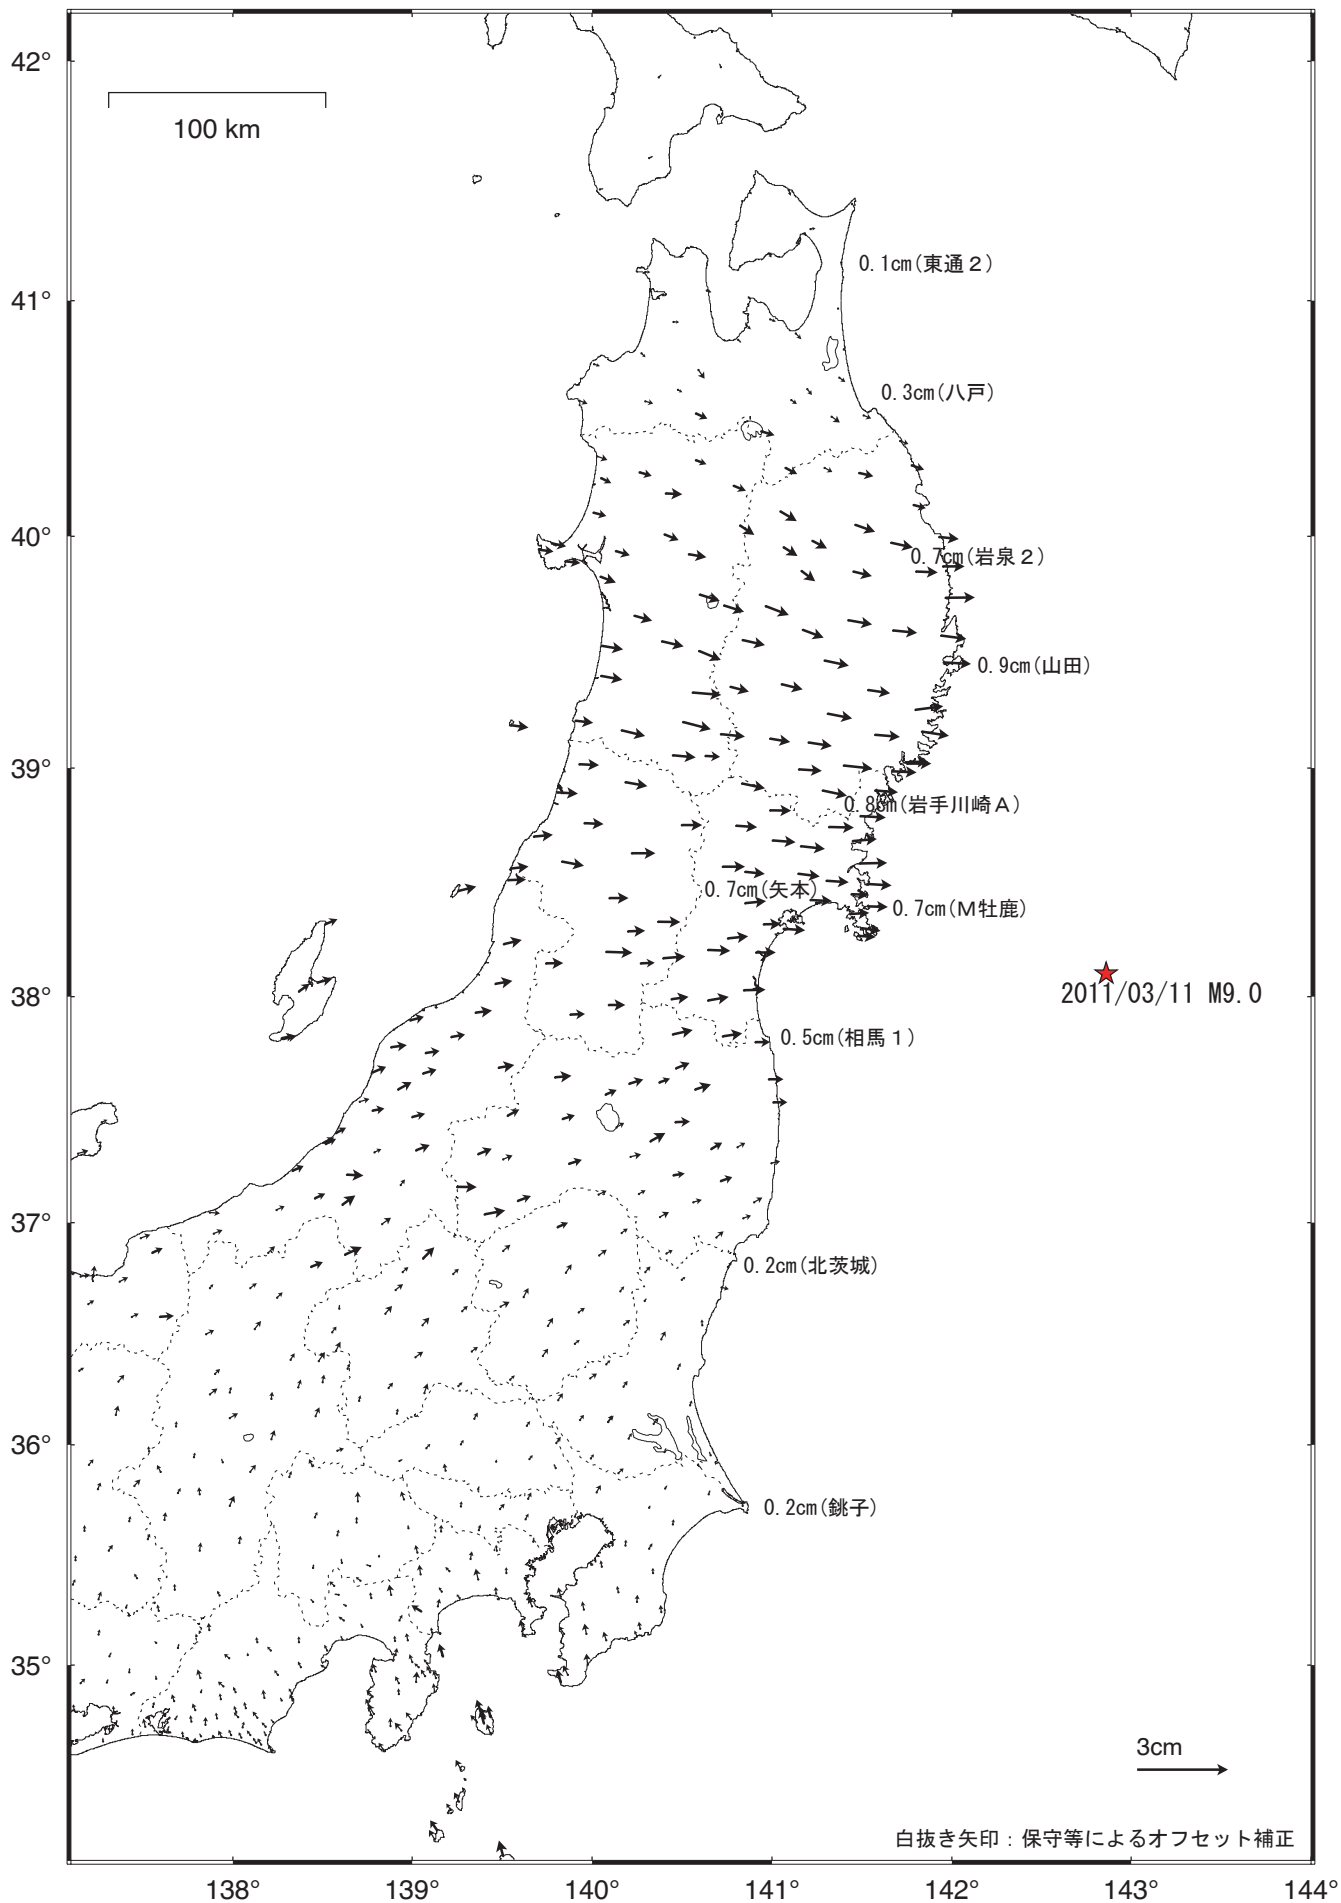 42°
100 km
0.1cm(東通２)
41°
0.3cm(八戸)
40°
0.7cm(岩泉２)
0.9cm(山田)
39°
0.8cm(岩手川崎Ａ)
0.7cm(矢本)
0.7cm(Ｍ牡鹿)
38°
2011/03/11 M9.0
0.5cm(相馬１)
37°
0.2cm(北茨城)
36°
0.2cm(銚子)
35°
3cm
白抜き矢印：保守等によるオフセット補正
138° 139° 140° 141° 142° 143° 144°